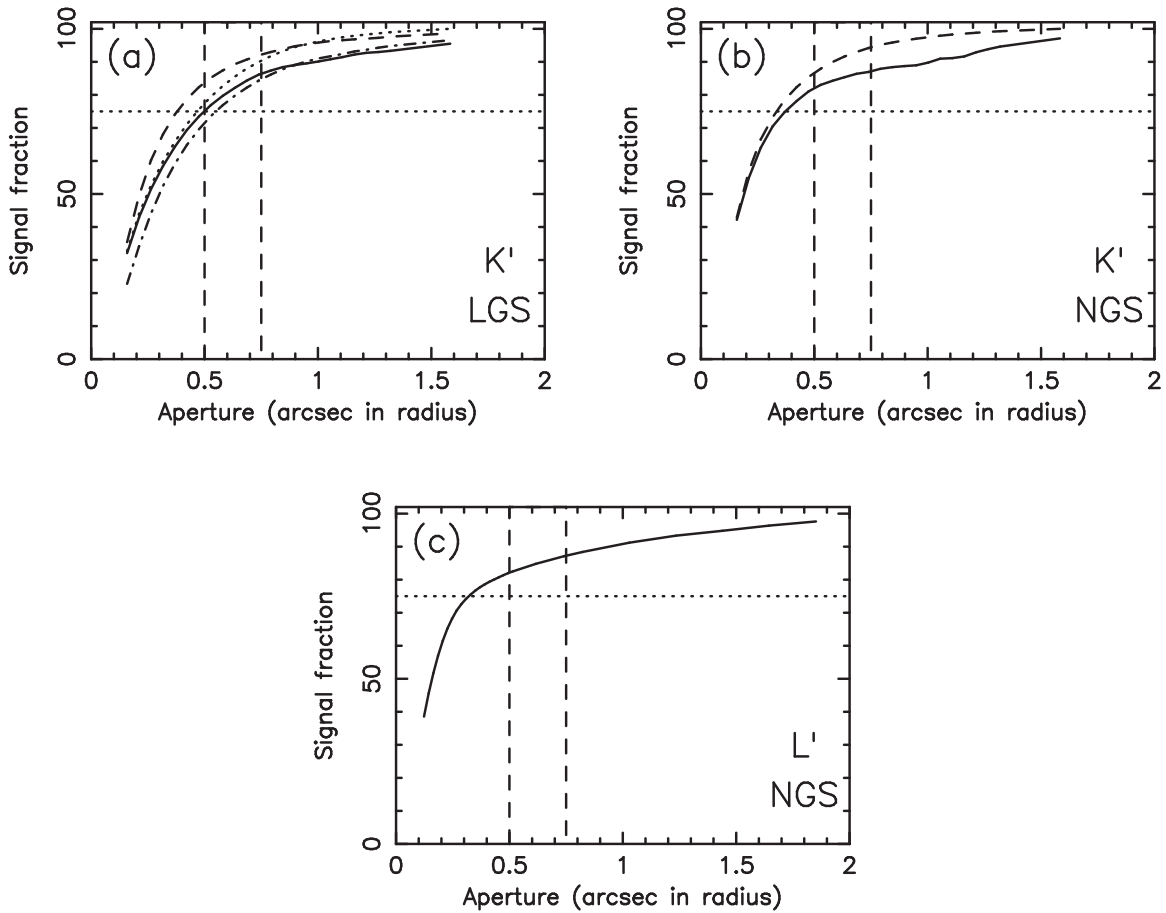 (a)
100
50
0
Signal fraction
K'
LGS
0 0.5 1 1.5 2
Aperture (arcsec in radius)
(b)
100
50
0
Signal fraction
K'
NGS
0 0.5 1 1.5 2
Aperture (arcsec in radius)
(c)
100
50
0
Signal fraction
L'
NGS
0 0.5 1 1.5 2
Aperture (arcsec in radius)